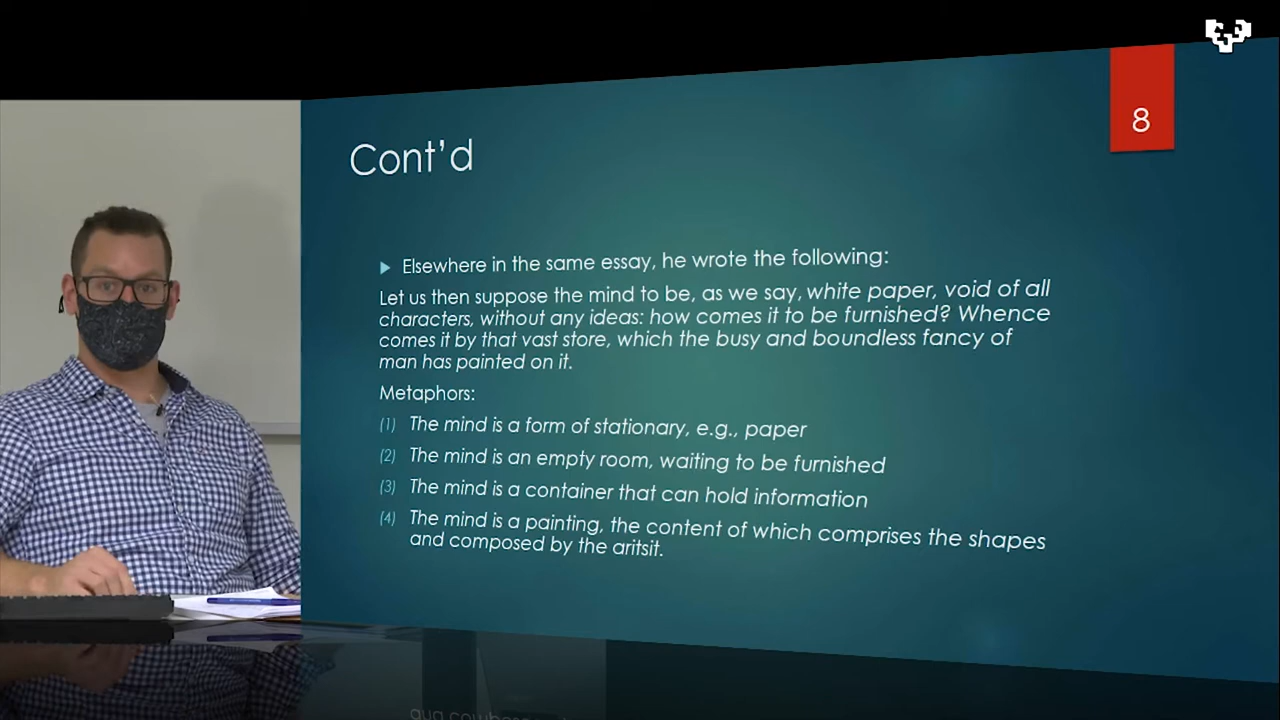 8
Cont'd
Elsewhere in the same essay, he wrote the following:
Let us then suppose the mind to be, as we say, white paper, void of all
characters, without any ideas: how comes it to be furnished? Whence
comes it by that vast store, which the busy and boundless fancy of
man has painted on it.
Metaphors:
(1) The mind is a form of stationary, e.g., paper
(2) The mind is an empty room, waiting to be furnished
(3) The mind is a container that can hold information
(4) The mind is a painting, the content of which comprises the shapes
and composed by the aritsit.